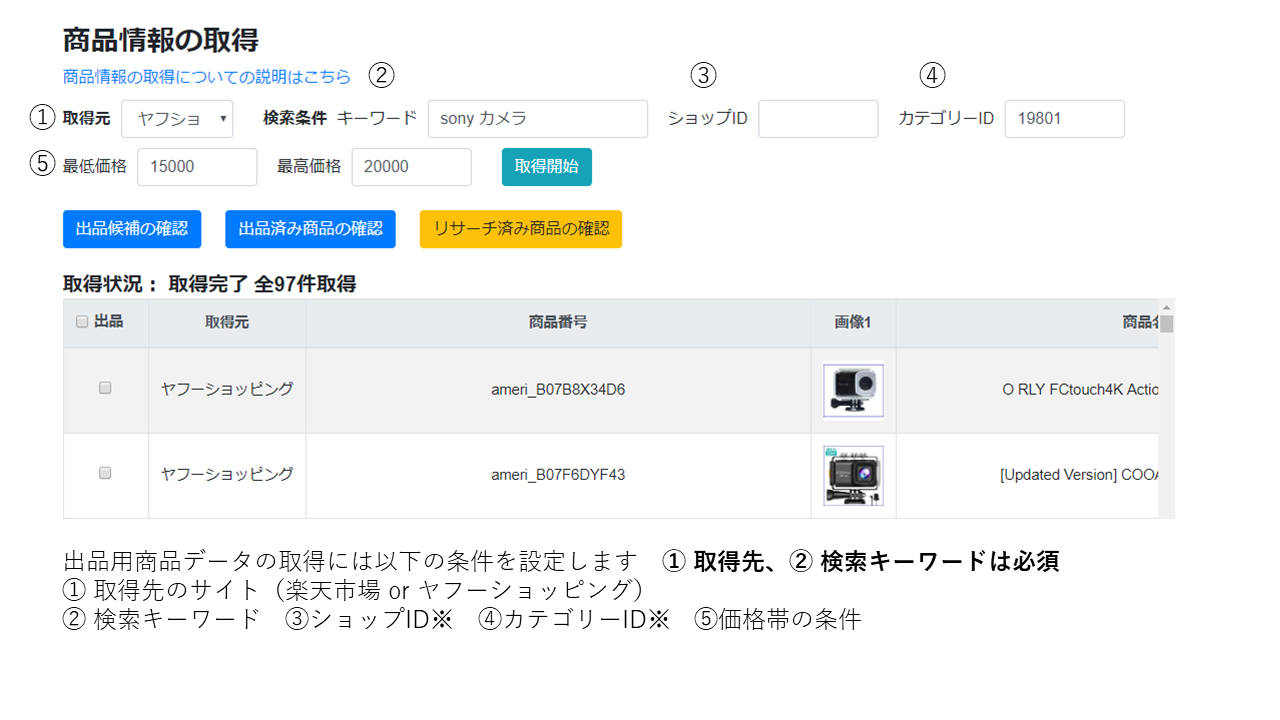 商品情報の取得
商品情報の取得についての説明はこちら ② ③ ④
① 取得元 ヤフショ 検索条件 キーワード sony カメラ ショップID カテゴリーID 19801
⑤ 最低価格 15000 最高価格 20000 取得開始
出品候補の確認 出品済み商品の確認 リサーチ済み商品の確認
取得状況： 取得完了 全97件取得
出品 取得元 商品番号 画像1 商品名
ヤフーショッピング ameri_B07B8X34D6 O RLY FCtouch4K Actio
ヤフーショッピング ameri_B07F6DYF43 [Updated Version] COOA
出品用商品データの取得には以下の条件を設定します ① 取得先、② 検索キーワードは必須
① 取得先のサイト（楽天市場 or ヤフーショッピング）
② 検索キーワード ③ショップID※ ④カテゴリーID※ ⑤価格帯の条件